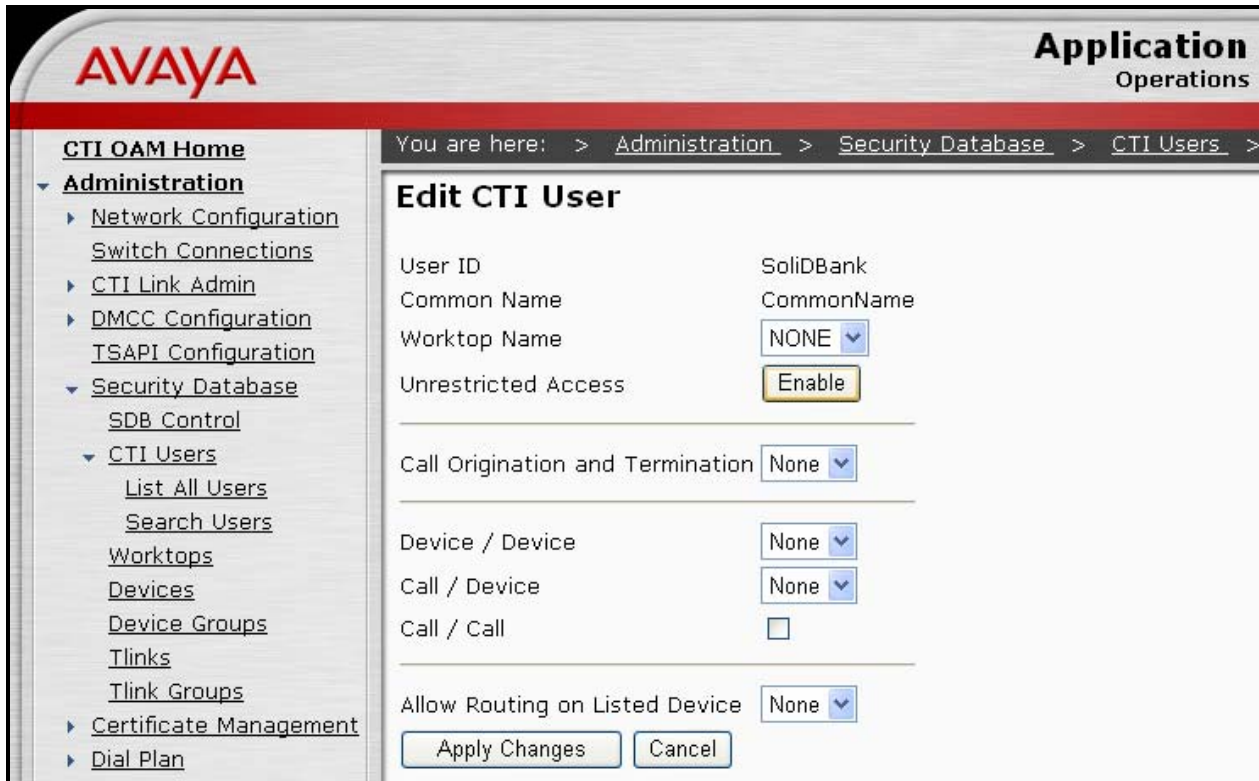 AVAYA
Application
Operations
CTI OAM Home
Administration
Network Configuration
Switch Connections
CTI Link Admin
DMCC Configuration
TSAPI Configuration
Security Database
SDB Control
CTI Users
List All Users
Search Users
Worktops
Devices
Device Groups
Tlinks
Tlink Groups
Certificate Management
Dial Plan
You are here: > Administration > Security Database > CTI Users >
Edit CTI User
User ID SoliDBank
Common Name CommonName
Worktop Name NONE
Unrestricted Access Enable
Call Origination and Termination None
Device / Device None
Call / Device None
Call / Call
Allow Routing on Listed Device None
Apply Changes Cancel